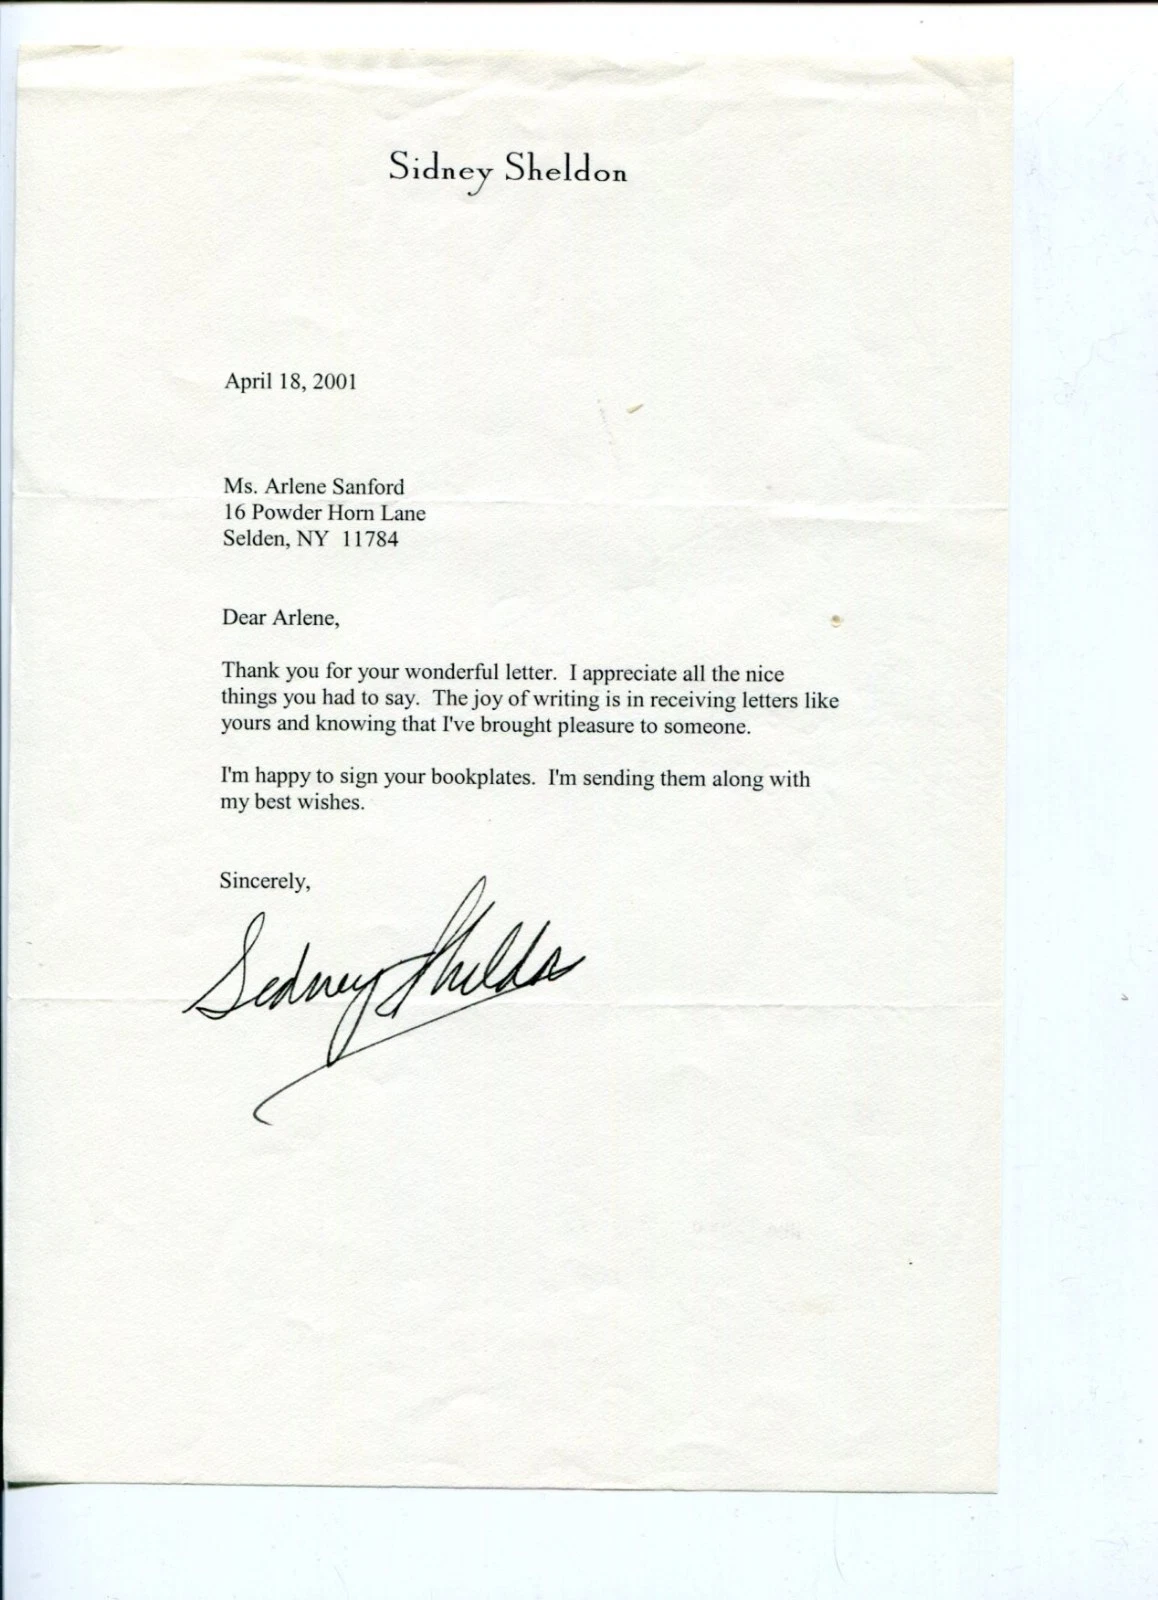 Sidney Sheldon
April 18, 2001
Ms. Arlene Sanford
16 Powder Horn Lane
Selden, NY  11784
Dear Arlene,
Thank you for your wonderful letter.  I appreciate all the nice
things you had to say.  The joy of writing is in receiving letters like
yours and knowing that I've brought pleasure to someone.
I'm happy to sign your bookplates.  I'm sending them along with
my best wishes.
Sincerely,
Sidney Sheldon